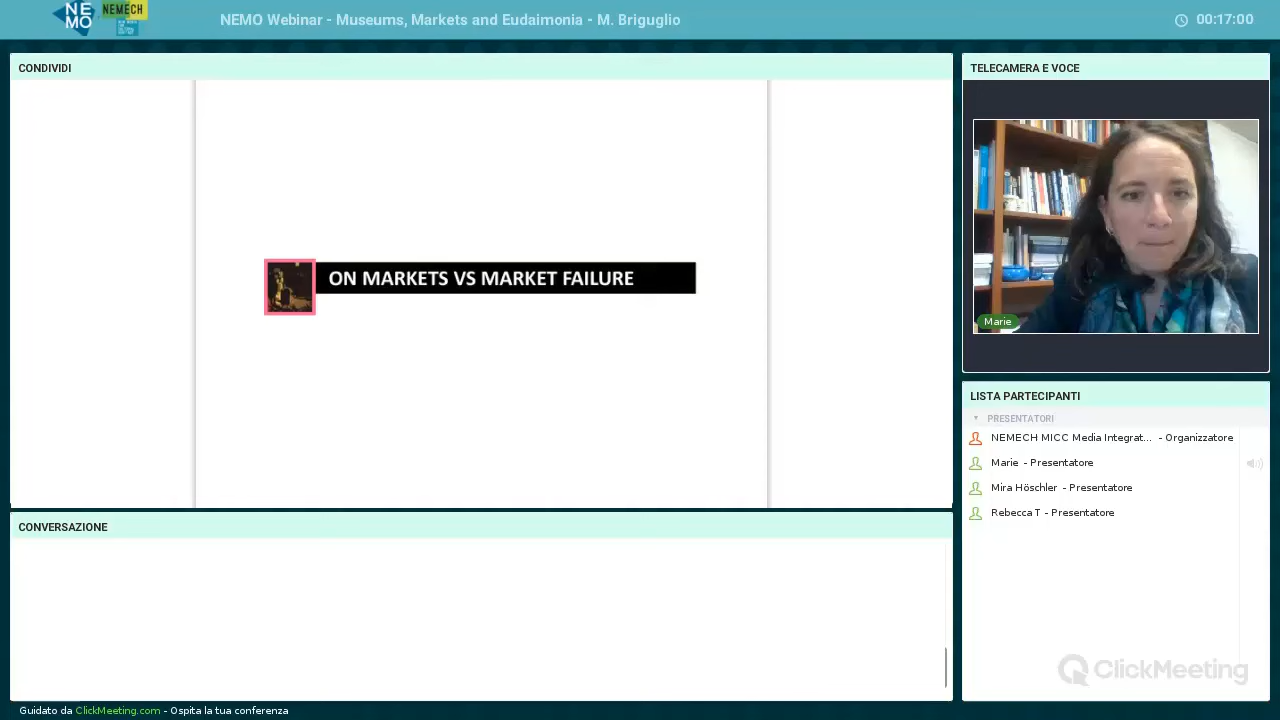 NE
MO
NEMECH
NEMO Webinar - Museums, Markets and Eudaimonia - M. Briguglio
00:17:00
CONDIVIDI
ON MARKETS VS MARKET FAILURE
TELECAMERA E VOCE
Marie
LISTA PARTECIPANTI
PRESENTATORI
NEMECH MICC Media Integrat... - Organizzatore
Marie - Presentatore
Mira Höschler - Presentatore
Rebecca T - Presentatore
CONVERSAZIONE
ClickMeeting
Guidato da ClickMeeting.com - Ospita la tua conferenza